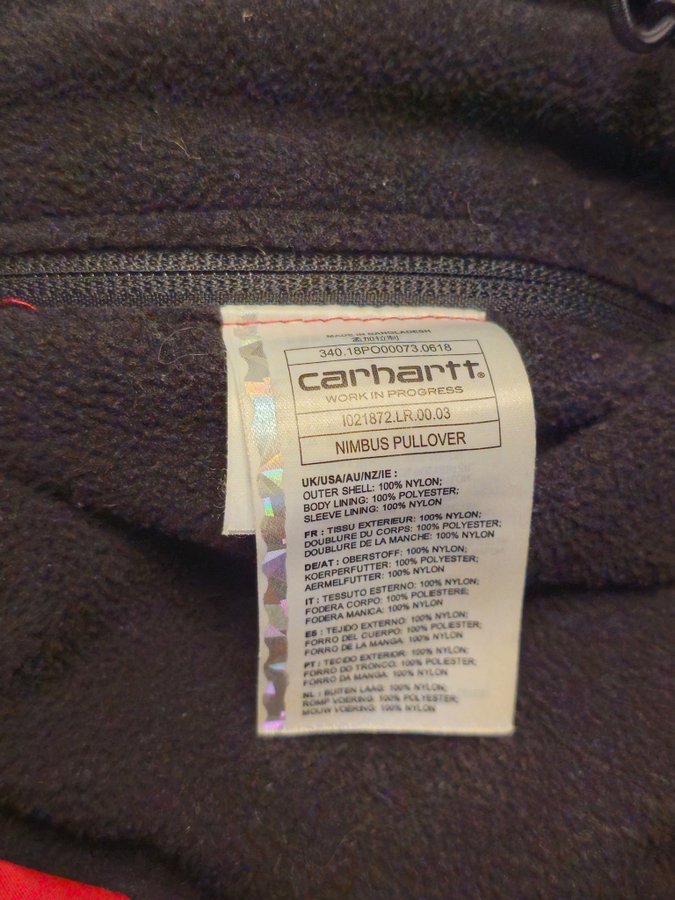 MADE IN BANGLADESH
孟加拉制
340.18PO00073.0618
carhartt®
WORK IN PROGRESS
I021872.LR.00.03
NIMBUS PULLOVER
UK/USA/AU/NZ/IE :
OUTER SHELL: 100% NYLON;
BODY LINING: 100% POLYESTER;
SLEEVE LINING: 100% NYLON
FR : TISSU EXTERIEUR: 100% NYLON;
DOUBLURE DU CORPS: 100% POLYESTER;
DOUBLURE DE LA MANCHE: 100% NYLON
DE/AT : OBERSTOFF: 100% NYLON;
KOERPERFUTTER: 100% POLYESTER;
AERMELFUTTER: 100% NYLON
IT : TESSUTO ESTERNO: 100% NYLON;
FODERA CORPO: 100% POLIESTERE;
FODERA MANICA: 100% NYLON
ES : TEJIDO EXTERNO: 100% NYLON;
FORRO DEL CUERPO: 100% POLIESTER;
FORRO DE LA MANGA: 100% NYLON
PT : TECIDO EXTERIOR: 100% NYLON;
FORRO DO TRONCO: 100% POLIESTER;
FORRO DA MANGA: 100% NYLON
NL : BUITEN LAAG: 100% NYLON;
ROMP VOERING: 100% POLYESTER;
MOUW VOERING: 100% NYLON